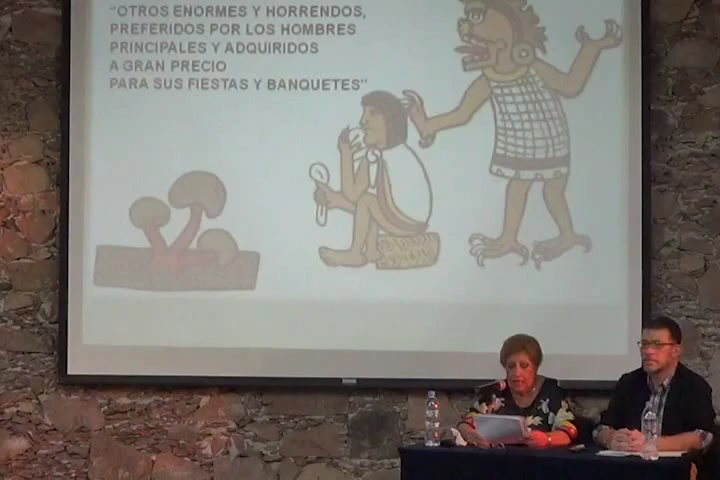 “OTROS ENORMES Y HORRENDOS,
PREFERIDOS POR LOS HOMBRES
PRINCIPALES Y ADQUIRIDOS
A GRAN PRECIO
PARA SUS FIESTAS Y BANQUETES”